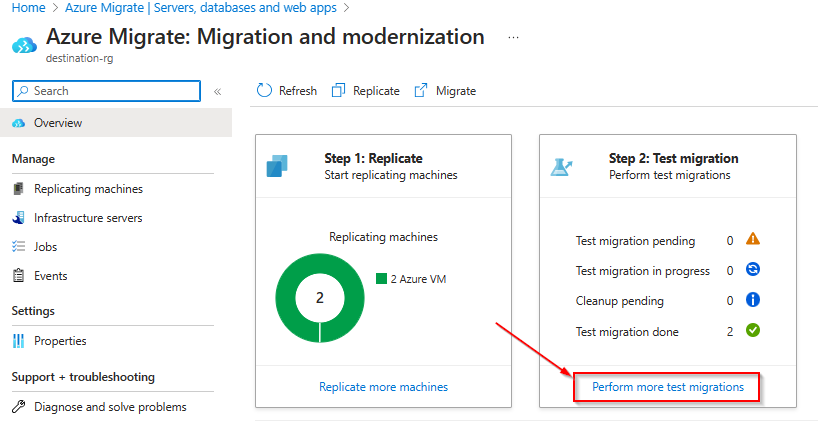 Home > Azure Migrate | Servers, databases and web apps >
Azure Migrate: Migration and modernization ...
destination-rg
Search «
Refresh Replicate Migrate
Overview
Manage
Replicating machines
Infrastructure servers
Jobs
Events
Settings
Properties
Support + troubleshooting
Diagnose and solve problems
Step 1: Replicate
Start replicating machines
Replicating machines
2
2 Azure VM
Replicate more machines
Step 2: Test migration
Perform test migrations
Test migration pending 0
Test migration in progress 0
Cleanup pending 0
Test migration done 2
Perform more test migrations